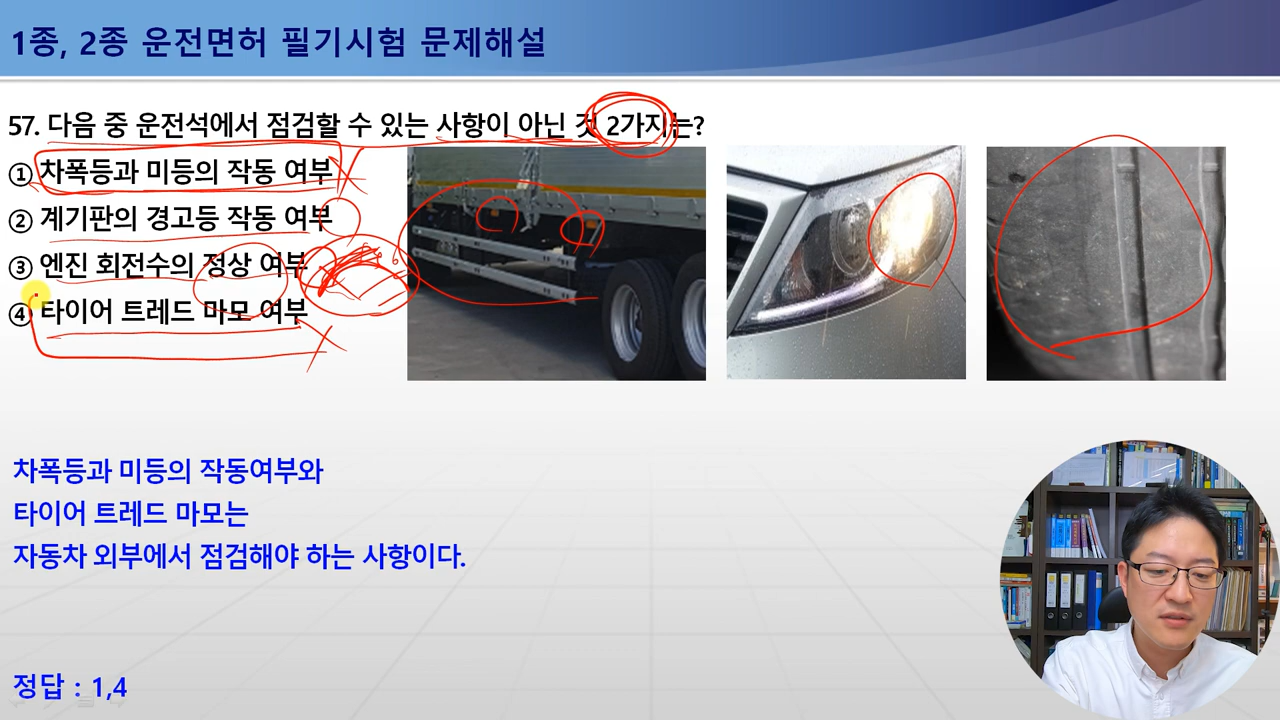 1종, 2종 운전면허 필기시험 문제해설
57. 다음 중 운전석에서 점검할 수 있는 사항이 아닌 것 2가지는?
① 차폭등과 미등의 작동 여부
② 계기판의 경고등 작동 여부
③ 엔진 회전수의 정상 여부
④ 타이어 트레드 마모 여부
차폭등과 미등의 작동여부와
타이어 트레드 마모는
자동차 외부에서 점검해야 하는 사항이다.
정답 : 1,4